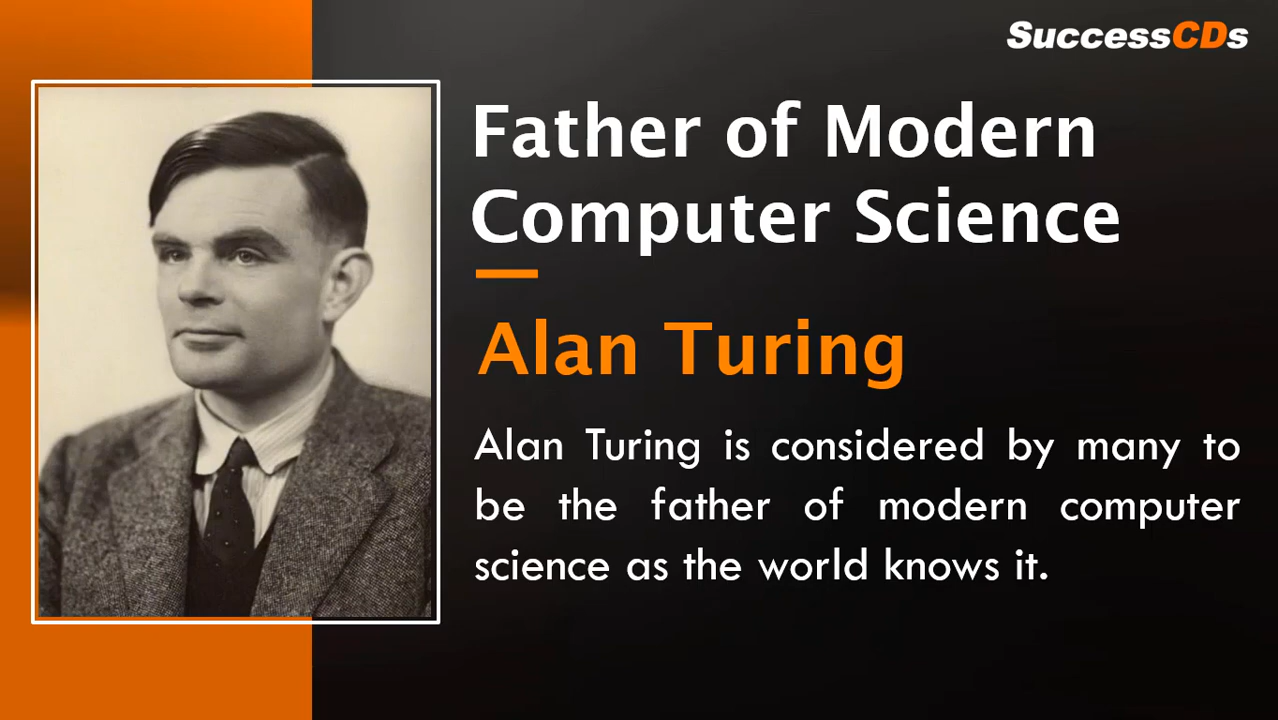 SuccessCDs
Father of Modern
Computer Science
Alan Turing
Alan Turing is considered by many to
be the father of modern computer
science as the world knows it.